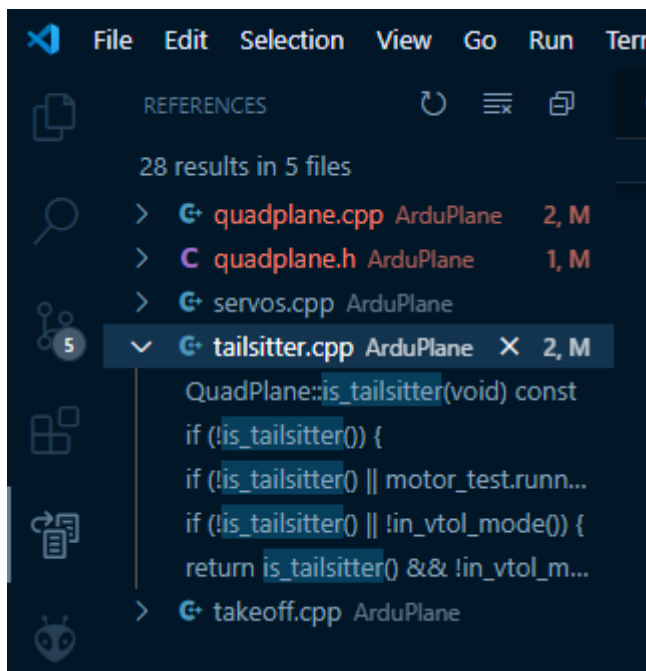 File Edit Selection View Go Run Terr
REFERENCES
28 results in 5 files
quadplane.cpp ArduPlane 2, M
quadplane.h ArduPlane 1, M
servos.cpp ArduPlane
5
tailsitter.cpp ArduPlane 2, M
QuadPlane::is_tailsitter(void) const
if (!is_tailsitter()) {
if (!is_tailsitter() || motor_test.runn...
if (!is_tailsitter() || !in_vtol_mode()) {
return is_tailsitter() && !in_vtol_m...
takeoff.cpp ArduPlane